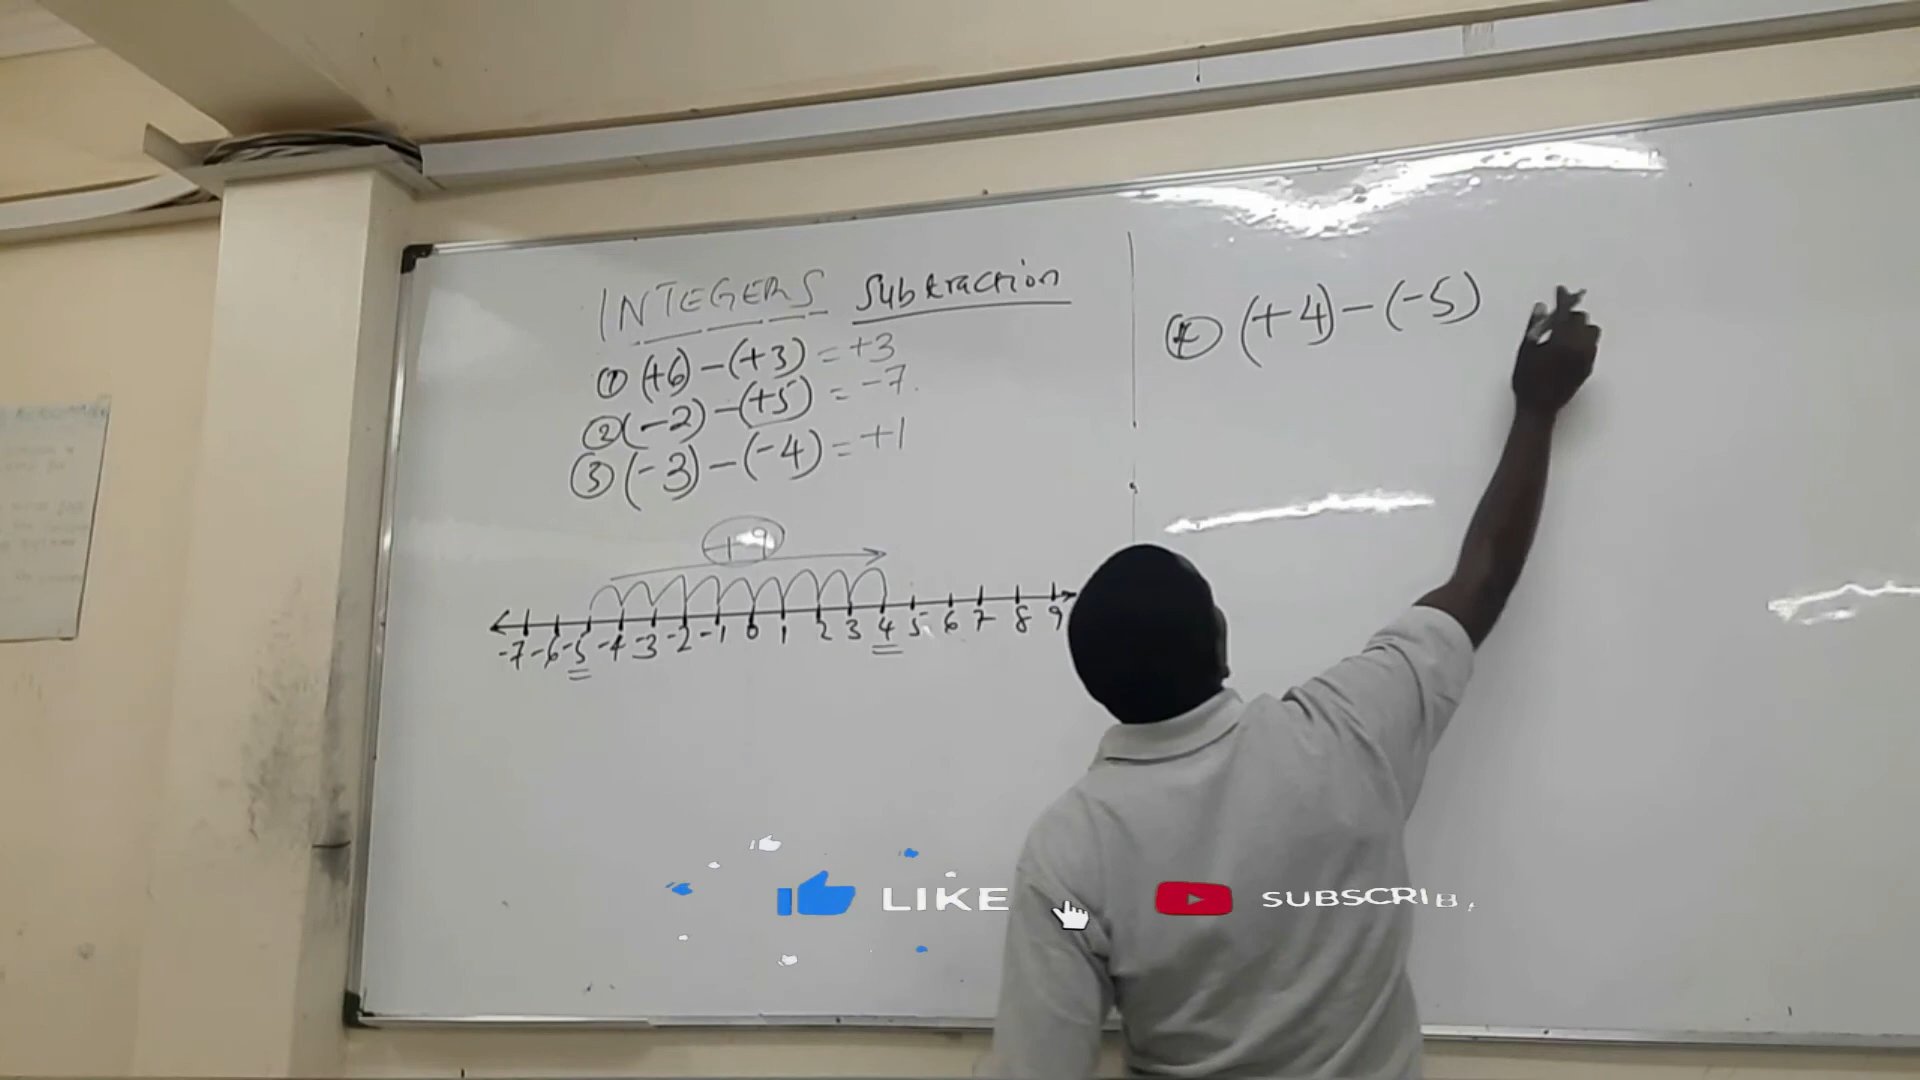 INTEGERS Subtraction
① (+6) - (+3) = +3
② (-2) - (+5) = -7.
③ (-3) - (-4) = +1
+9
-7 -6 -5 -4 -3 -2 -1 0 1 2 3 4 5 6 7 8 9
④ (+4) - (-5)
LIKE
SUBSCRIB